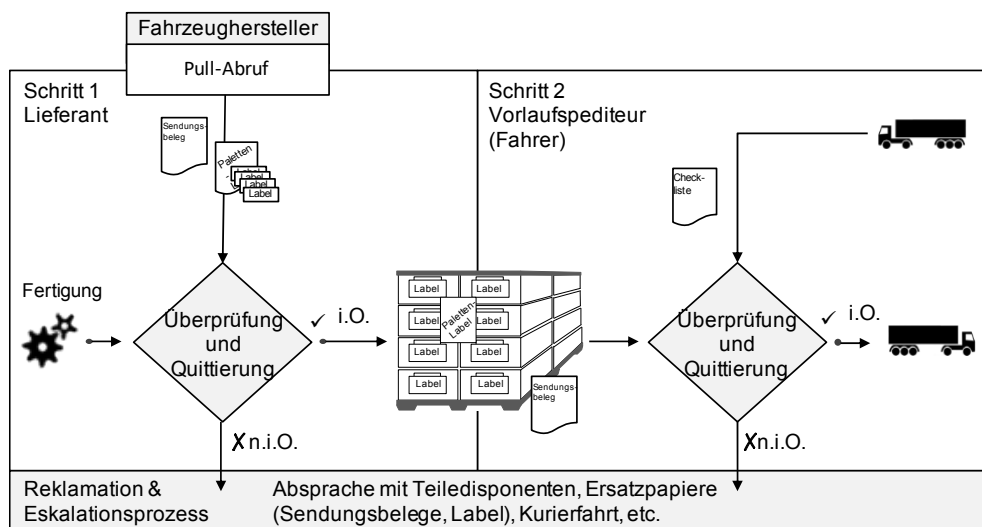 Fahrzeughersteller
Pull-Abruf
Schritt 1
Lieferant
Sendungs-
beleg
Paletten
Label
Label
Label
Label
Fertigung
Überprüfung
und
Quittierung
✓ i.O.
✗ n.i.O.
Label Label
Label
Label Label
Label Label
Paletten-
Label
Sendungs-
beleg
Schritt 2
Vorlaufspediteur
(Fahrer)
Check-
liste
Überprüfung
und
Quittierung
✓ i.O.
✗ n.i.O.
Reklamation &
Eskalationsprozess
Absprache mit Teiledisponenten, Ersatzpapiere
(Sendungsbelege, Label), Kurierfahrt, etc.